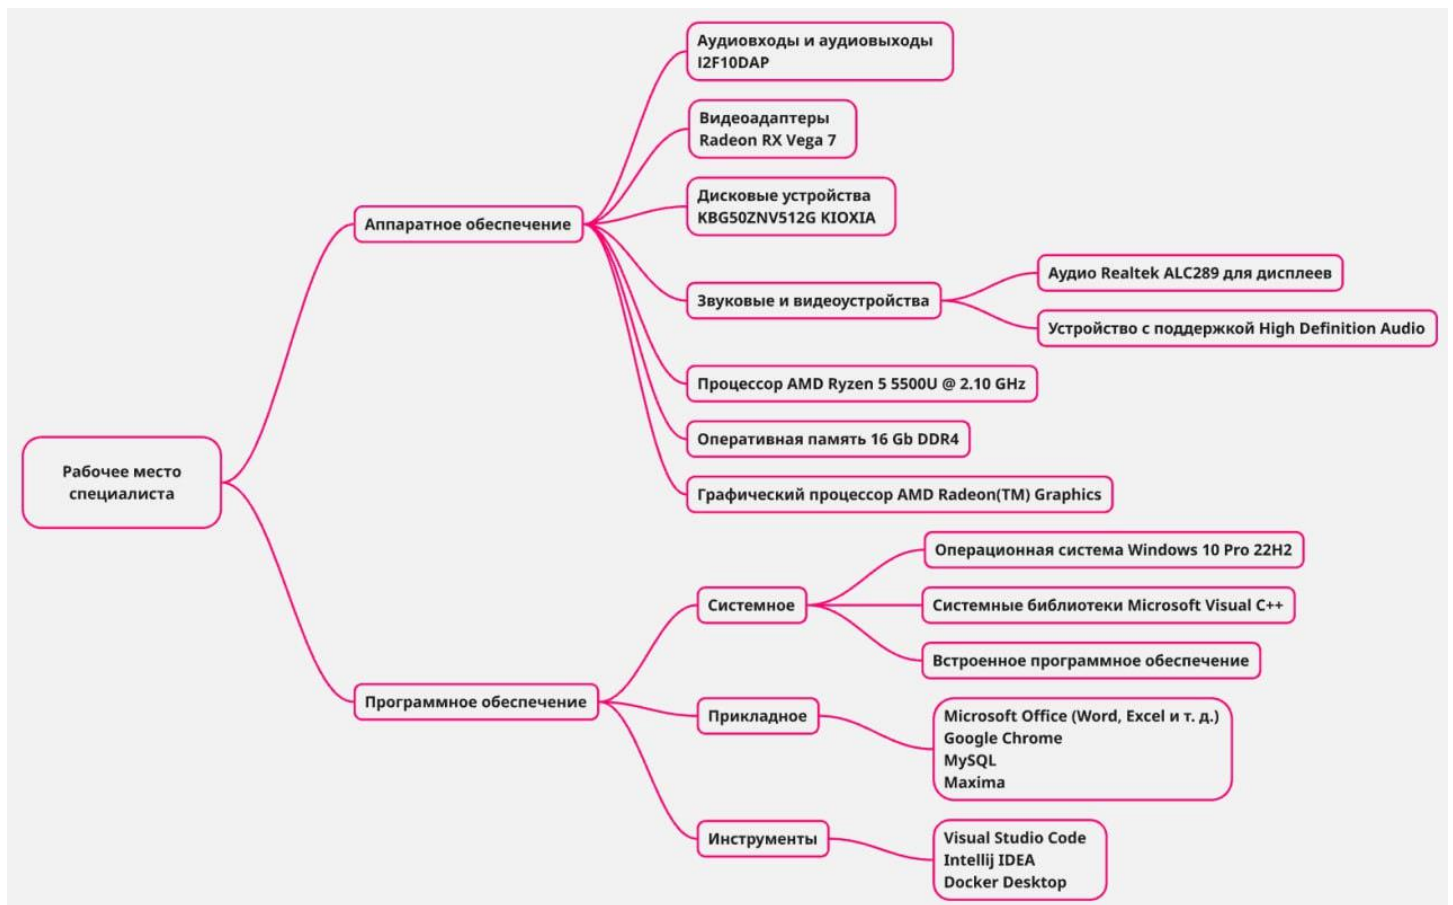 Аудиовходы и аудиовыходы
I2F10DAP
Видеоадаптеры
Radeon RX Vega 7
Дисковые устройства
KBG50ZNV512G KIOXIA
Аппаратное обеспечение
Аудио Realtek ALC289 для дисплеев
Звуковые и видеоустройства
Устройство с поддержкой High Definition Audio
Процессор AMD Ryzen 5 5500U @ 2.10 GHz
Оперативная память 16 Gb DDR4
Рабочее место
специалиста
Графический процессор AMD Radeon(TM) Graphics
Операционная система Windows 10 Pro 22H2
Системное
Системные библиотеки Microsoft Visual C++
Встроенное программное обеспечение
Программное обеспечение
Прикладное
Microsoft Office (Word, Excel и т. д.)
Google Chrome
MySQL
Maxima
Инструменты
Visual Studio Code
Intellij IDEA
Docker Desktop